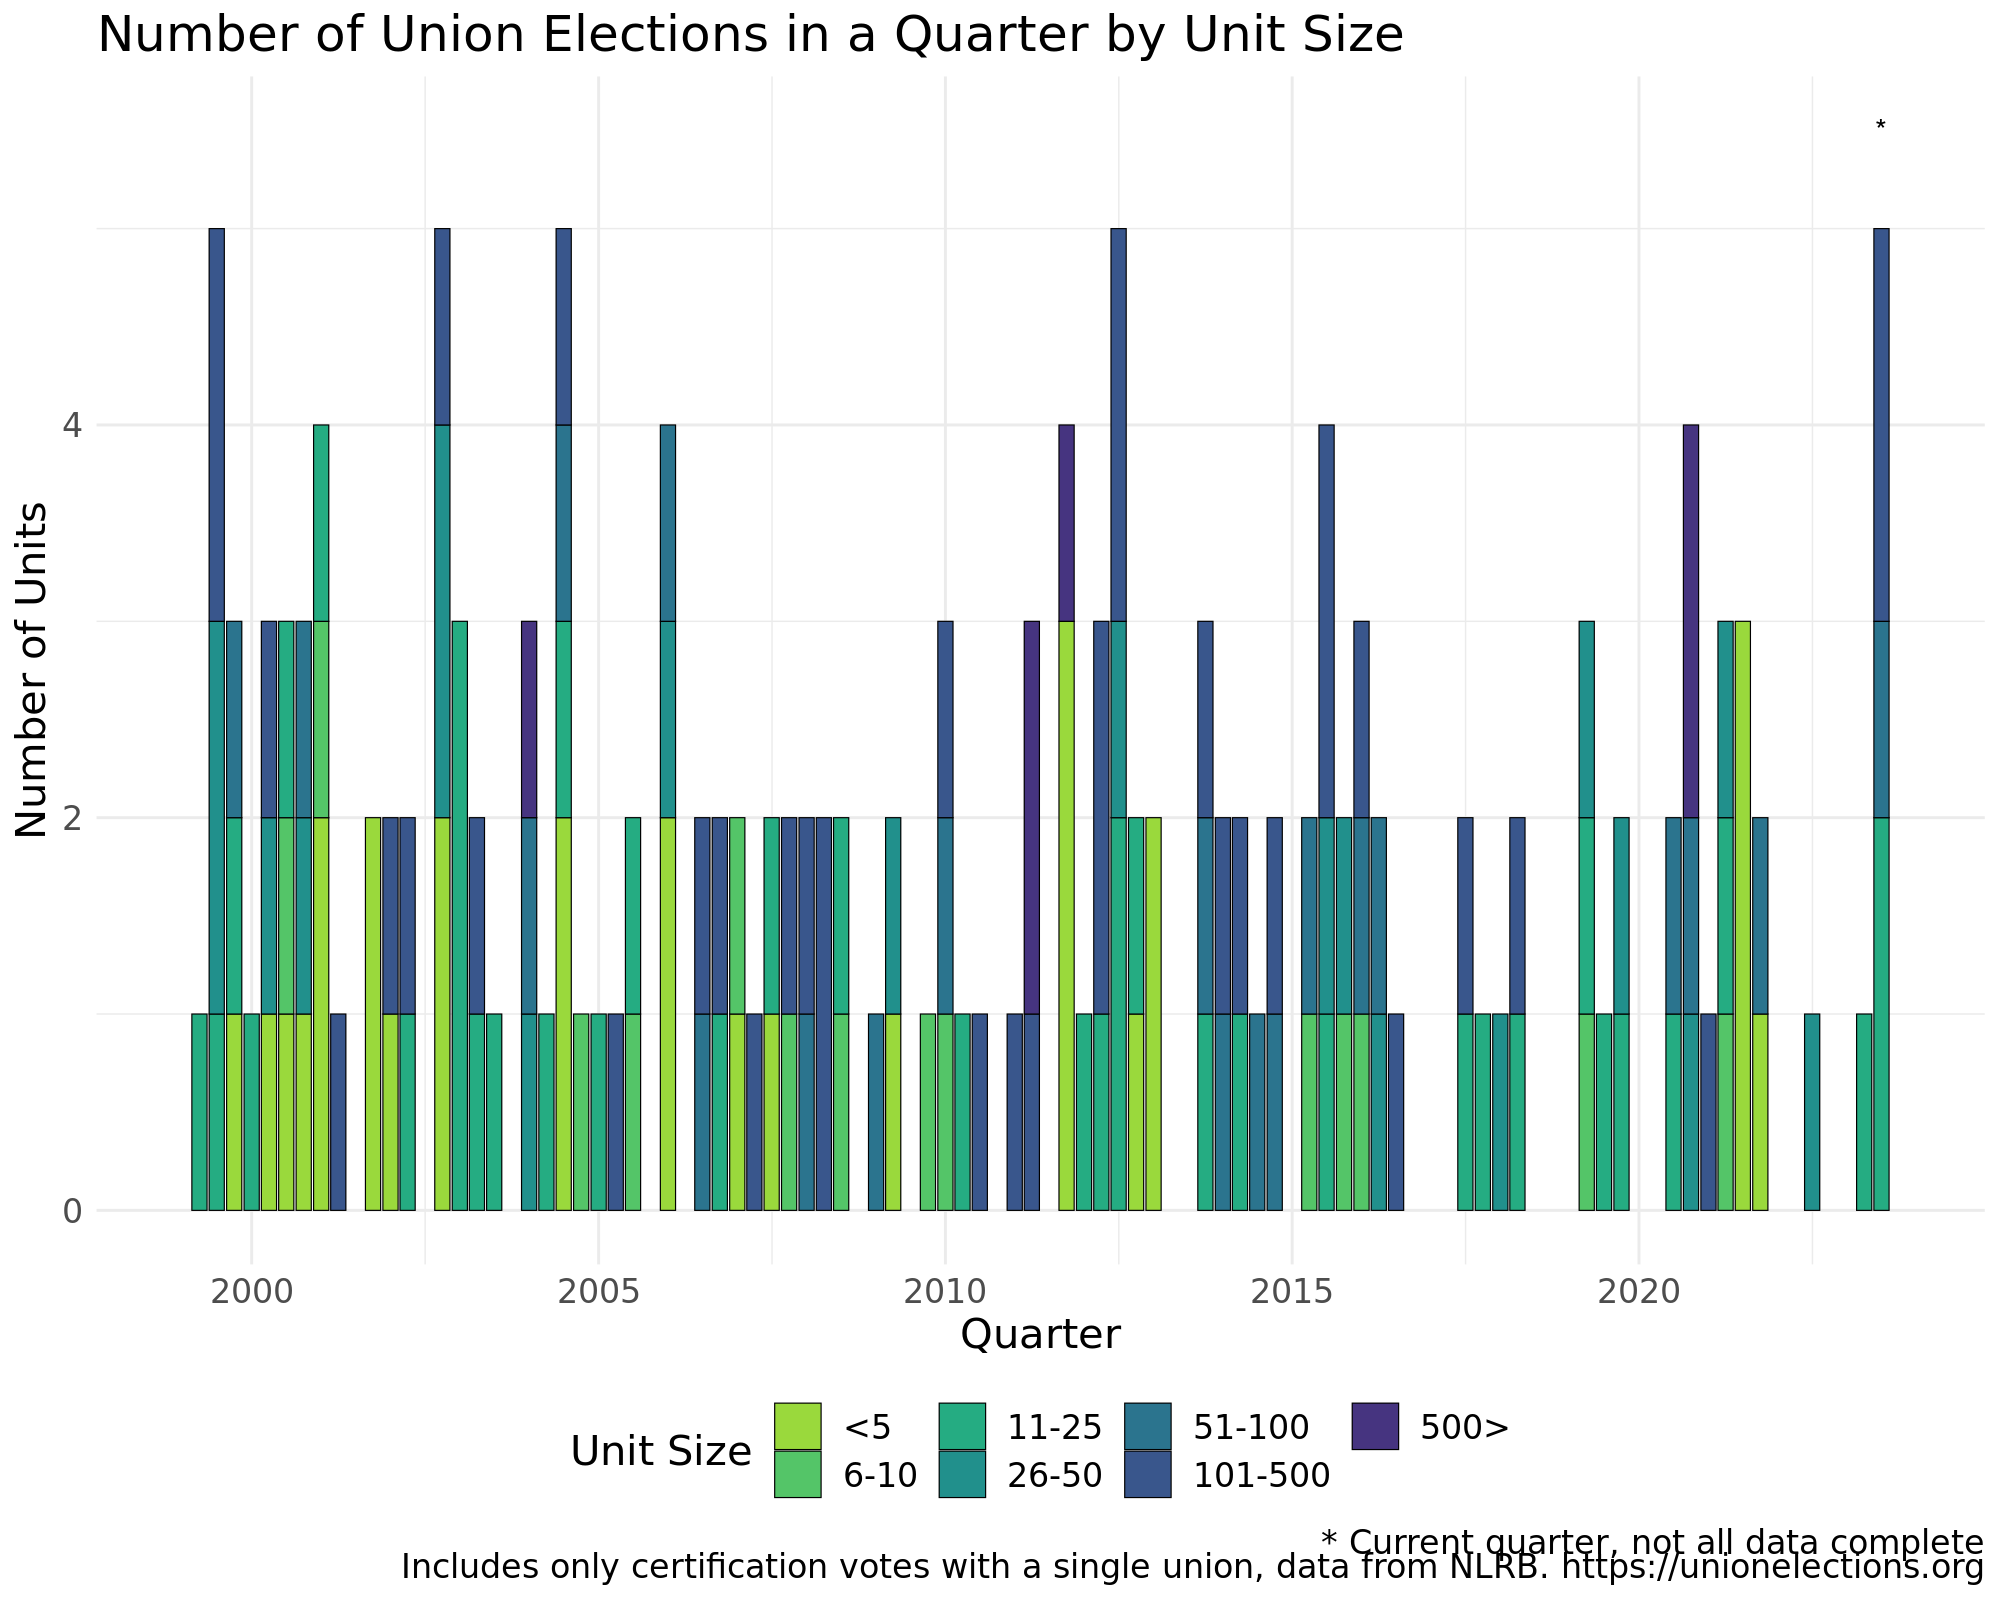 Number of Union Elections in a Quarter by Unit Size
*
Number of Units
4
2
0
2000 2005 2010 2015 2020
Quarter
Unit Size
<5 11-25 51-100 500>
6-10 26-50 101-500
* Current quarter, not all data complete
Includes only certification votes with a single union, data from NLRB. https://unionelections.org